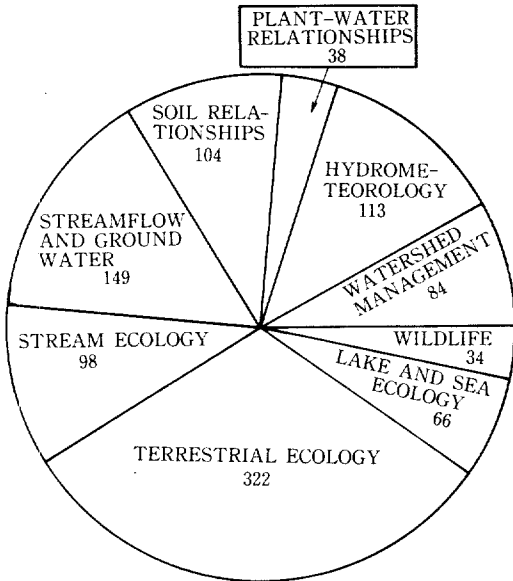 PLANT-WATER
RELATIONSHIPS
38
SOIL RELA-
TIONSHIPS
104
HYDROME-
TEOROLOGY
113
STREAMFLOW
AND GROUND
WATER
149
WATERSHED
MANAGEMENT
84
STREAM ECOLOGY
98
WILDLIFE
34
LAKE AND SEA
ECOLOGY
66
TERRESTRIAL ECOLOGY
322